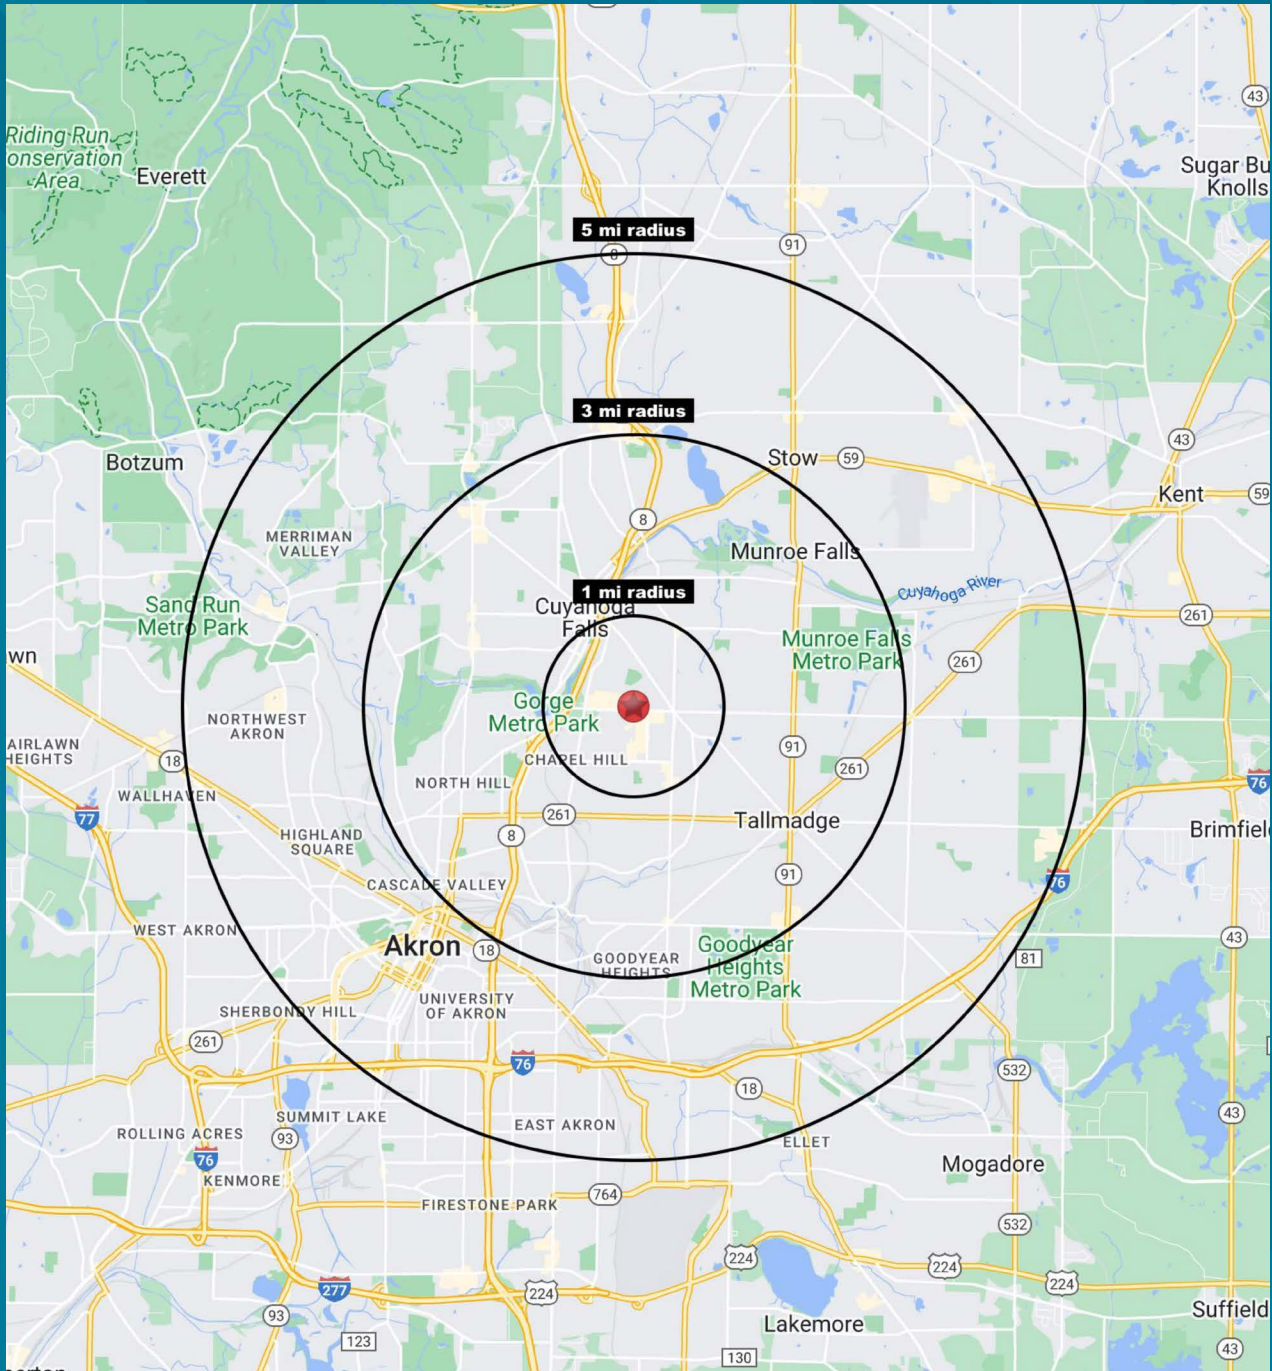 43
Riding Run
onservation
Area
Everett
Sugar Bu
Knolls
5 mi radius
8
91
3 mi radius
43
Botzum
Stow
59
Kent
59
8
MERRIMAN
VALLEY
Munroe Falls
Cuyahoga River
1 mi radius
Cuyahoga
Falls
Sand Run
Metro Park
261
Munroe Falls
Metro Park
wn
261
Gorge
Metro Park
NORTHWEST
AKRON
AIRLAWN
HEIGHTS
18
91
CHAPEL HILL
261
NORTH HILL
76
WALLHAVEN
77
261
8
Tallmadge
Brimfiel
HIGHLAND
SQUARE
91
CASCADE VALLEY
76
WEST AKRON
Akron
18
GOODYEAR
HEIGHTS
Goodyear
Heights
Metro Park
43
81
UNIVERSITY
OF AKRON
SHERBONDY HILL
261
76
532
18
SUMMIT LAKE
43
EAST AKRON
ROLLING ACRES
93
ELLET
76
Mogadore
KENMORE
764
FIRESTONE PARK
532
224
224
224
277
224
93
Lakemore
Suffield
123
130
43